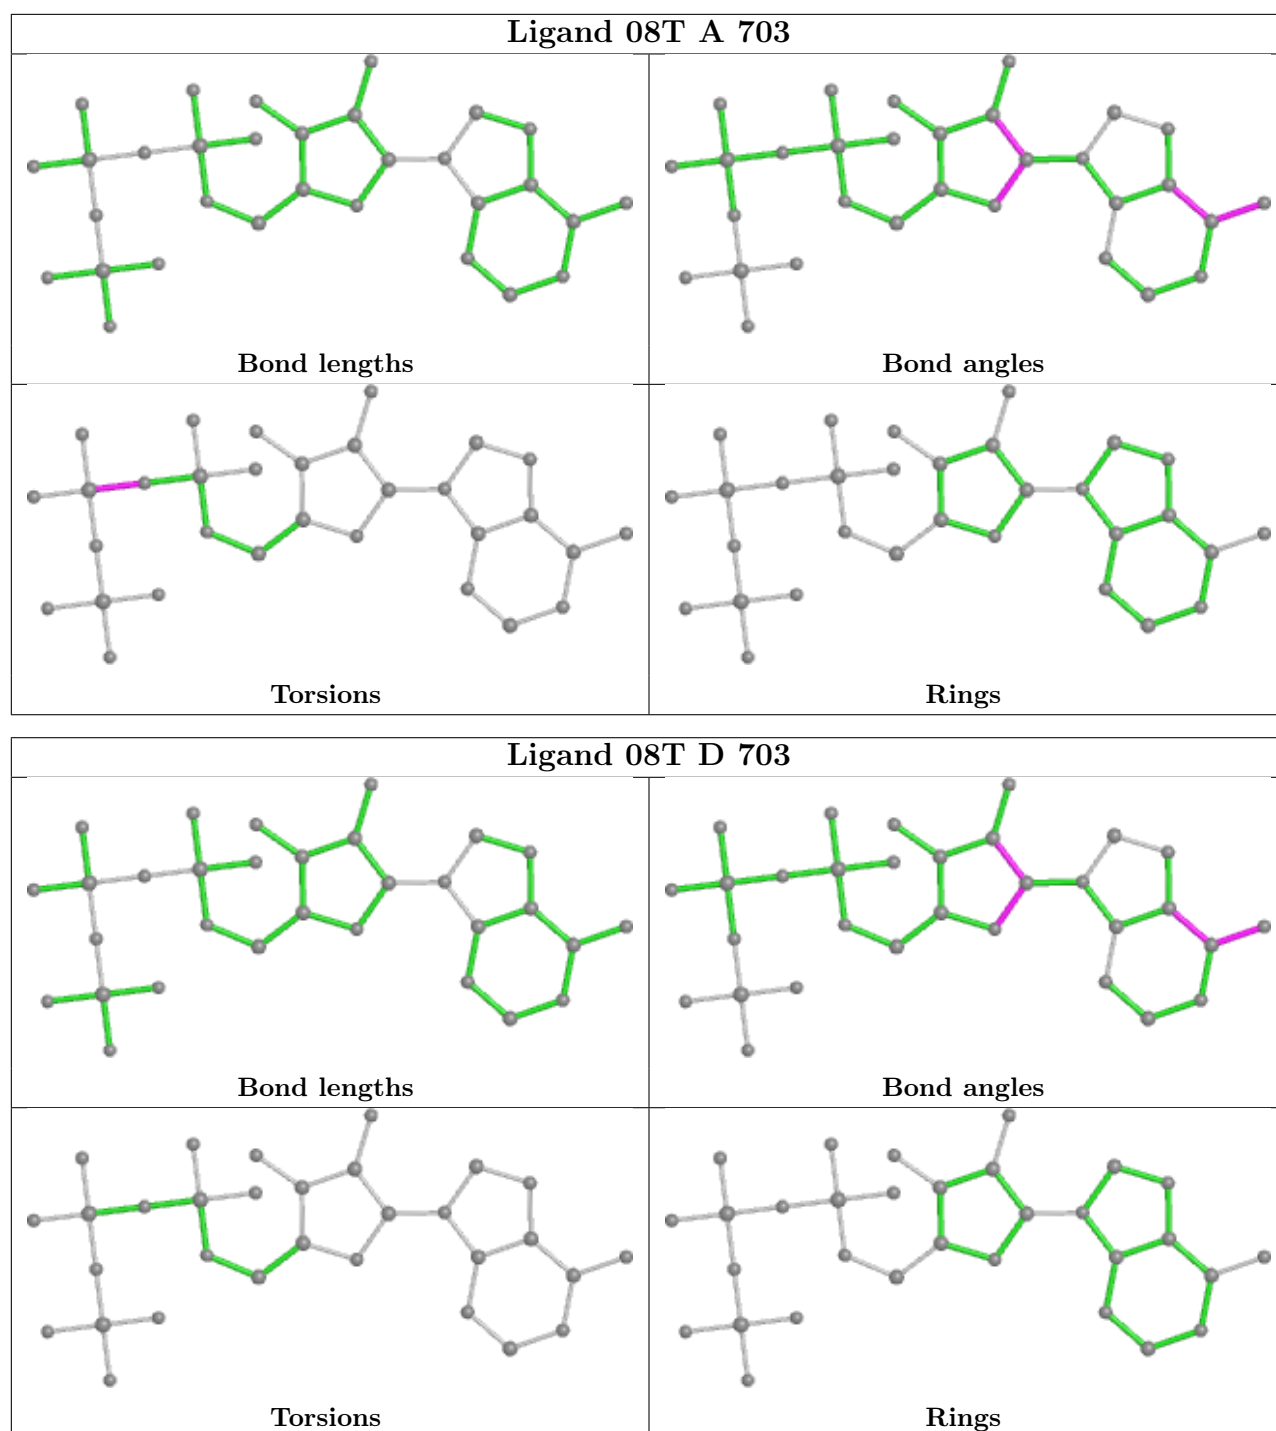 Ligand 08T A 703
Bond lengths
Bond angles
Torsions
Rings
Ligand 08T D 703
Bond lengths
Bond angles
Torsions
Rings